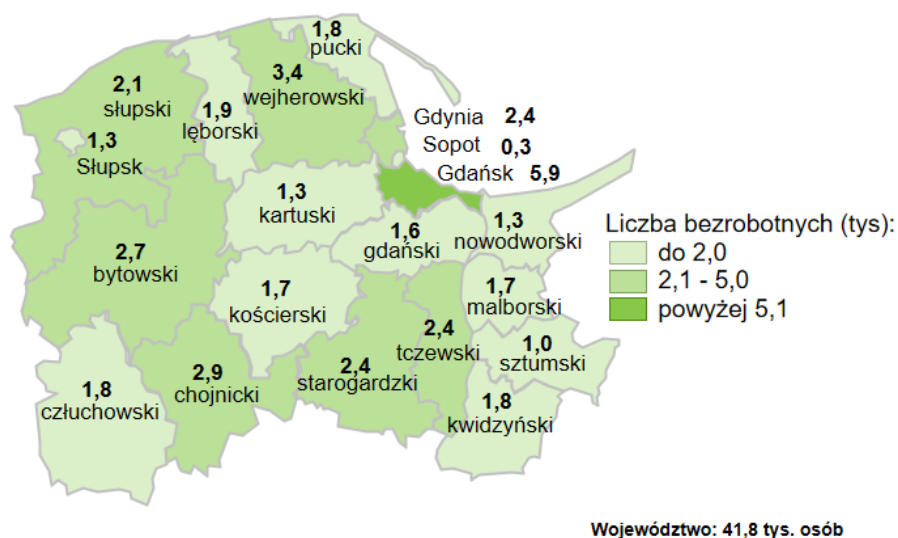 1,8
pucki
3,4
wejherowski
2,1
słupski
1,9
lęborski
Gdynia 2,4
Sopot 0,3
Gdańsk 5,9
1,3
Słupsk
1,3
kartuski
1,6
gdański
1,3
nowodworski
Liczba bezrobotnych (tys):
do 2,0
2,1 - 5,0
powyżej 5,1
2,7
bytowski
1,7
kościerski
1,7
malborski
2,4
tczewski
1,0
sztumski
2,4
starogardzki
2,9
chojnicki
1,8
człuchowski
1,8
kwidzyński
Województwo: 41,8 tys. osób